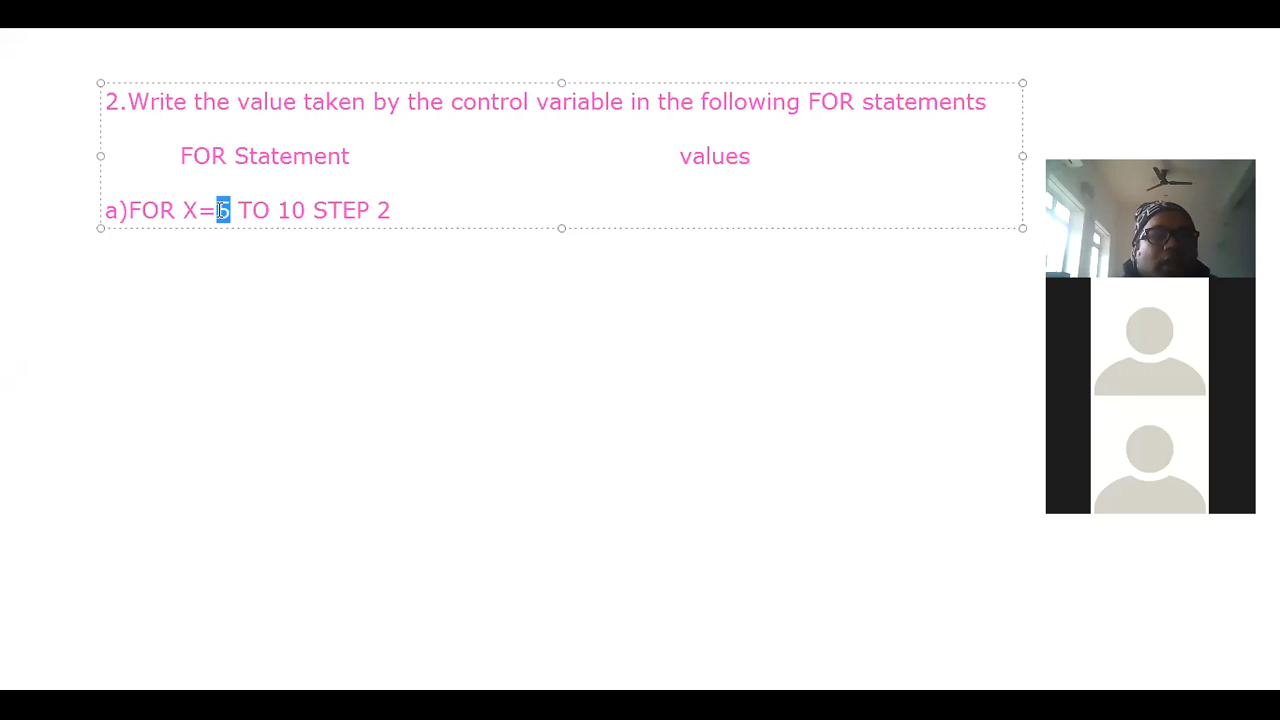 2.Write the value taken by the control variable in the following FOR statements
FOR Statement values
a)FOR X=5 TO 10 STEP 2